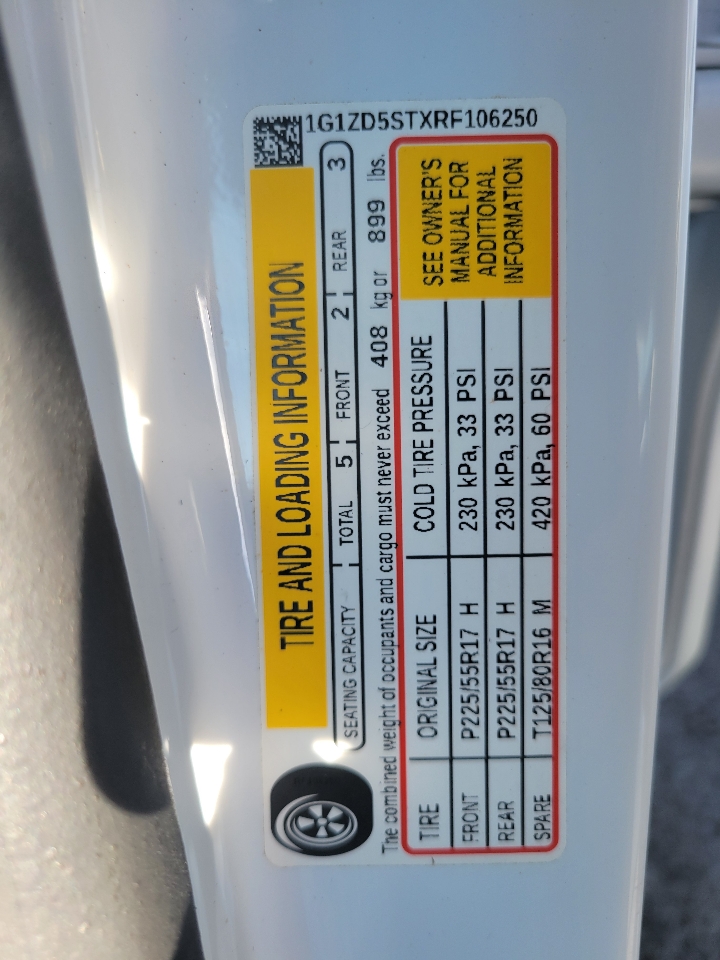 1G1ZD5STXRF106250
TIRE AND LOADING INFORMATION
SEATING CAPACITY TOTAL 5 FRONT 2 REAR 3
The combined weight of occupants and cargo must never exceed 408 kg or 899 lbs.
TIRE ORIGINAL SIZE COLD TIRE PRESSURE
FRONT P225/55R17 H 230 kPa, 33 PSI
REAR P225/55R17 H 230 kPa, 33 PSI
SPARE T125/80R16 M 420 kPa, 60 PSI
SEE OWNER'S
MANUAL FOR
ADDITIONAL
INFORMATION